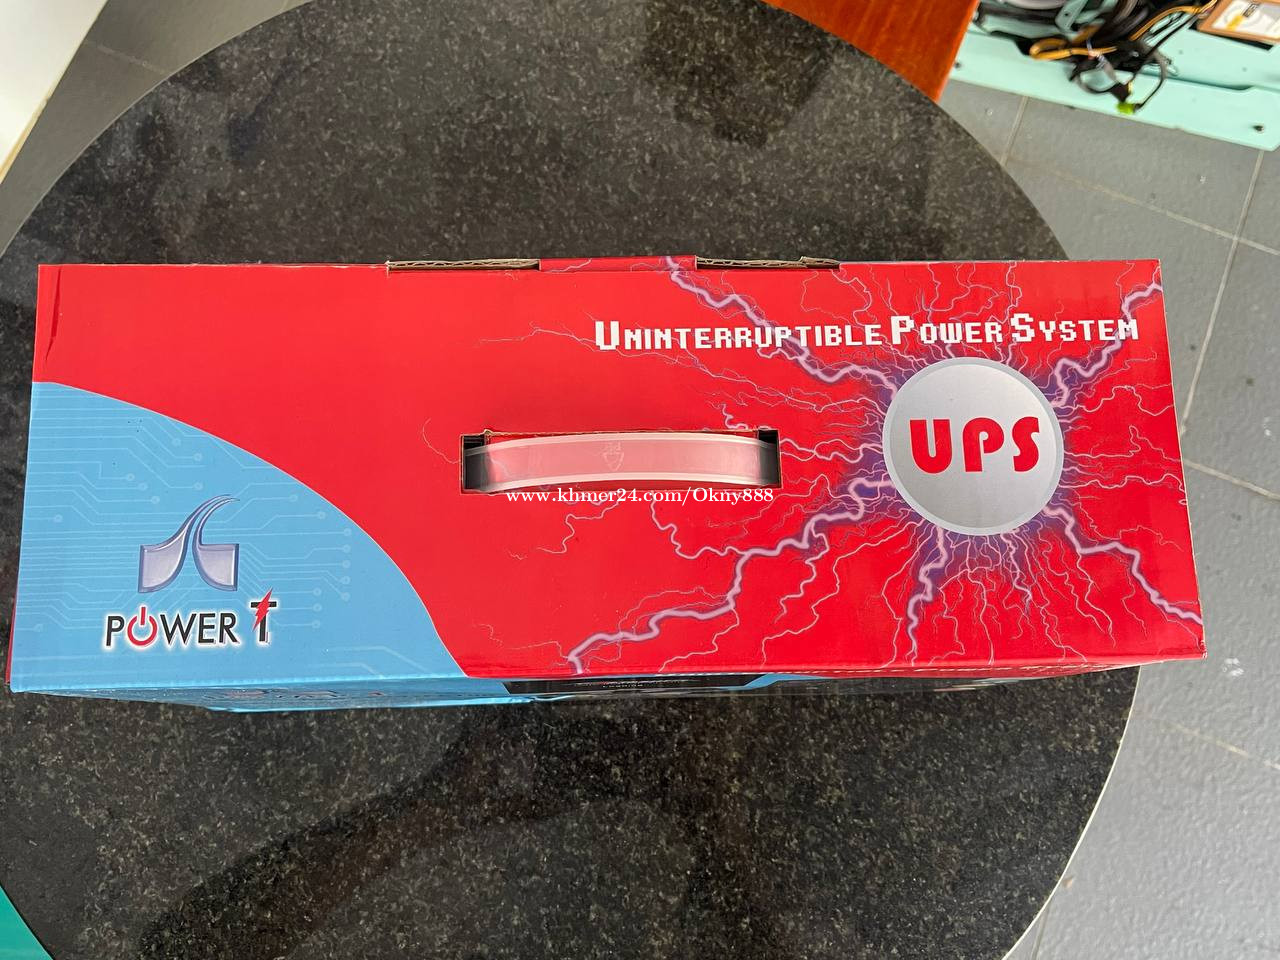 UNINTERRUPTIBLE POWER SYSTEM
UPS
www.khmer24.com/Okny888
POWER T